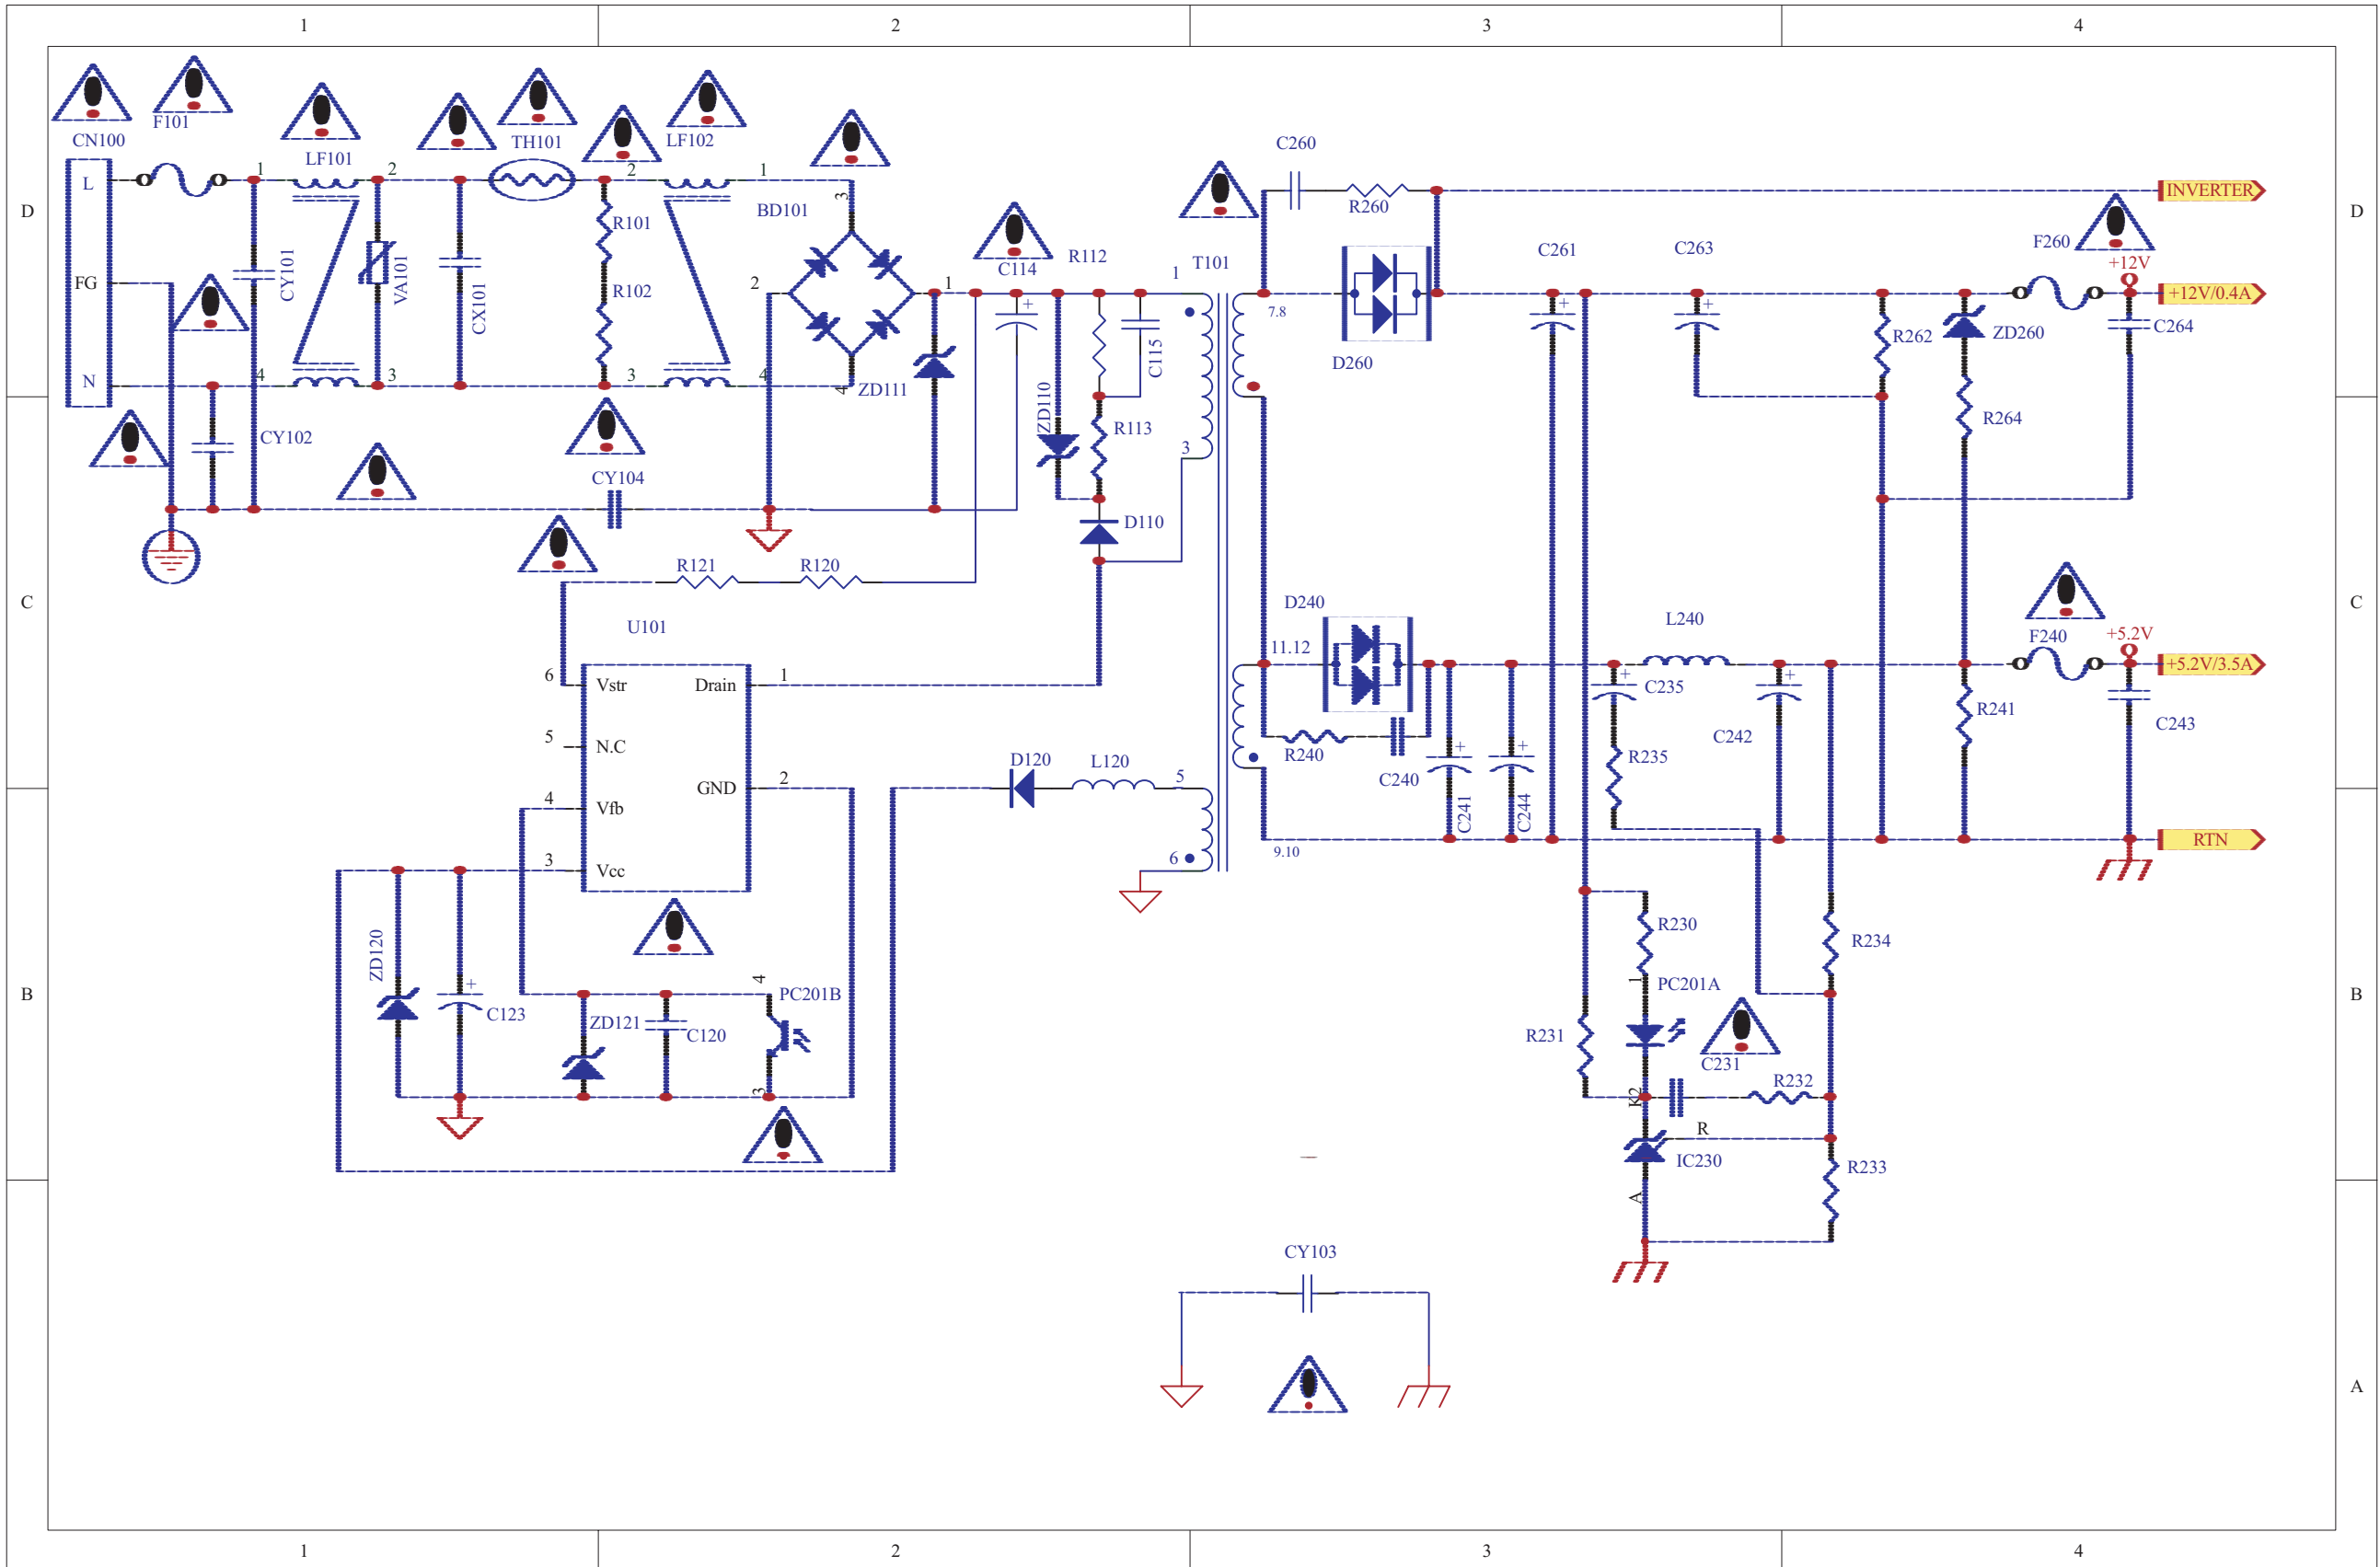 1 2 3 4
CN100
F101
LF101
TH101
LF102
C260
L
1
2
2
1
3
R260
INVERTER
D
D
BD101
R101
C114
R112
T101
C261
C263
F260
+12V
FG
CY101
VA101
CX101
R102
2
1
1
7.8
+12V/0.4A
C264
R262
ZD260
C115
D260
N
4
3
3
4
4
ZD111
ZD110
R113
3
R264
CY102
CY104
D110
R121
R120
C
C
D240
L240
U101
F240
+5.2V
11.12
+5.2V/3.5A
6
Vstr
Drain
1
C235
R241
C243
5
N.C
R240
C242
R235
D120
L120
5
C240
2
GND
4
Vfb
C241
C244
RTN
3
Vcc
6
9.10
R230
R234
ZD120
1
PC201A
B
B
4
PC201B
C123
ZD121
C120
R231
C231
R232
3
K2
R
IC230
R233
A
CY103
A
A
1 2 3 4